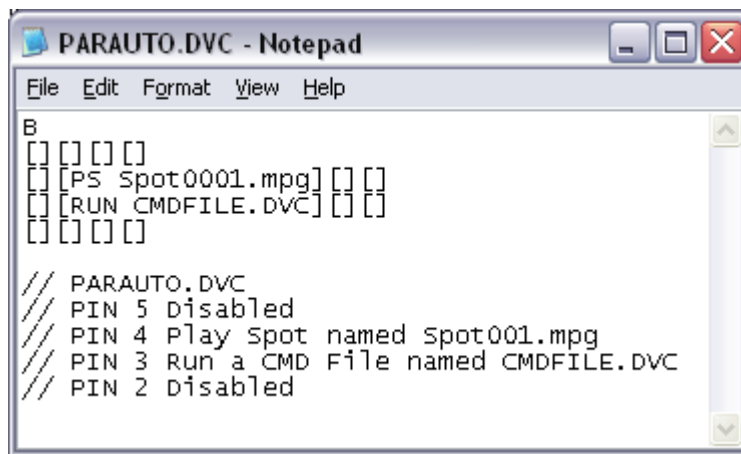 PARAUTO.DVC - Notepad
File Edit Format View Help
B
[][][][]
[][PS Spot0001.mpg][][]
[][RUN CMDFILE.DVC][][]
[][][][]
// PARAUTO.DVC
// PIN 5 Disabled
// PIN 4 Play Spot named Spot001.mpg
// PIN 3 Run a CMD File named CMDFILE.DVC
// PIN 2 Disabled